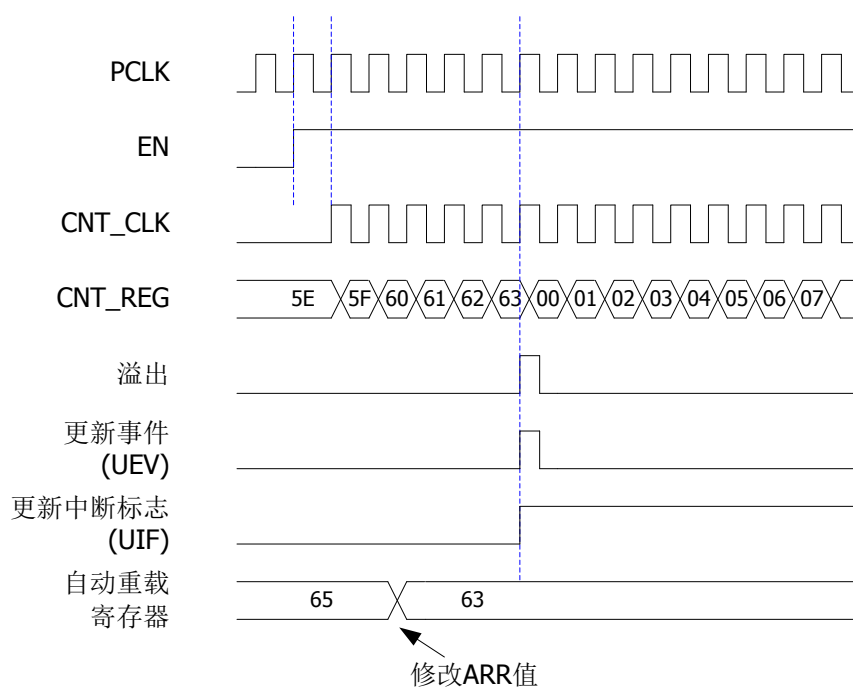 PCLK
EN
CNT_CLK
CNT_REG
5E 5F 60 61 62 63 00 01 02 03 04 05 06 07
溢出
更新事件
(UEV)
更新中断标志
(UIF)
自动重载
寄存器
65 63
修改ARR值